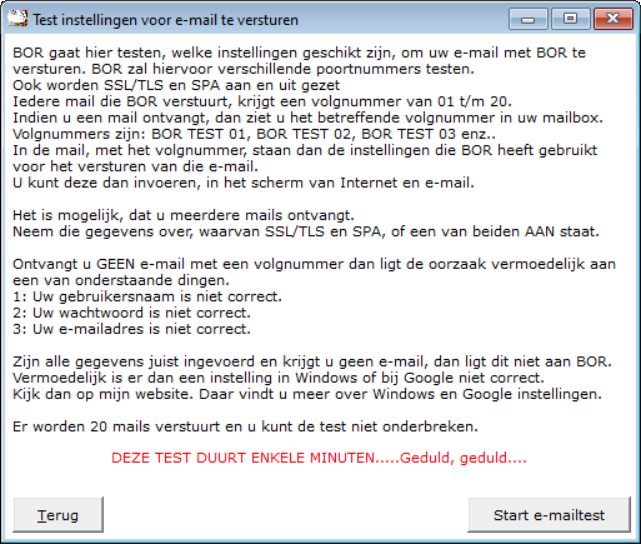 Test instellingen voor e-mail te versturen
BOR gaat hier testen, welke instellingen geschikt zijn, om uw e-mail met BOR te
versturen. BOR zal hiervoor verschillende poortnummers testen.
Ook worden SSL/TLS en SPA aan en uit gezet
Iedere mail die BOR verstuurt, krijgt een volgnummer van 01 t/m 20.
Indien u een mail ontvangt, dan ziet u het betreffende volgnummer in uw mailbox.
Volgnummers zijn: BOR TEST 01, BOR TEST 02, BOR TEST 03 enz..
In de mail, met het volgnummer, staan dan de instellingen die BOR heeft gebruikt
voor het versturen van die e-mail.
U kunt deze dan invoeren, in het scherm van Internet en e-mail.
Het is mogelijk, dat u meerdere mails ontvangt.
Neem die gegevens over, waarvan SSL/TLS en SPA, of een van beiden AAN staat.
Ontvangt u GEEN e-mail met een volgnummer dan ligt de oorzaak vermoedelijk aan
een van onderstaande dingen.
1: Uw gebruikersnaam is niet correct.
2: Uw wachtwoord is niet correct.
3: Uw e-mailadres is niet correct.
Zijn alle gegevens juist ingevoerd en krijgt u geen e-mail, dan ligt dit niet aan BOR.
Vermoedelijk is er dan een instelling in Windows of bij Google niet correct.
Kijk dan op mijn website. Daar vindt u meer over Windows en Google instellingen.
Er worden 20 mails verstuurt en u kunt de test niet onderbreken.
DEZE TEST DUURT ENKELE MINUTEN.....Geduld, geduld....
Terug
Start e-mailtest